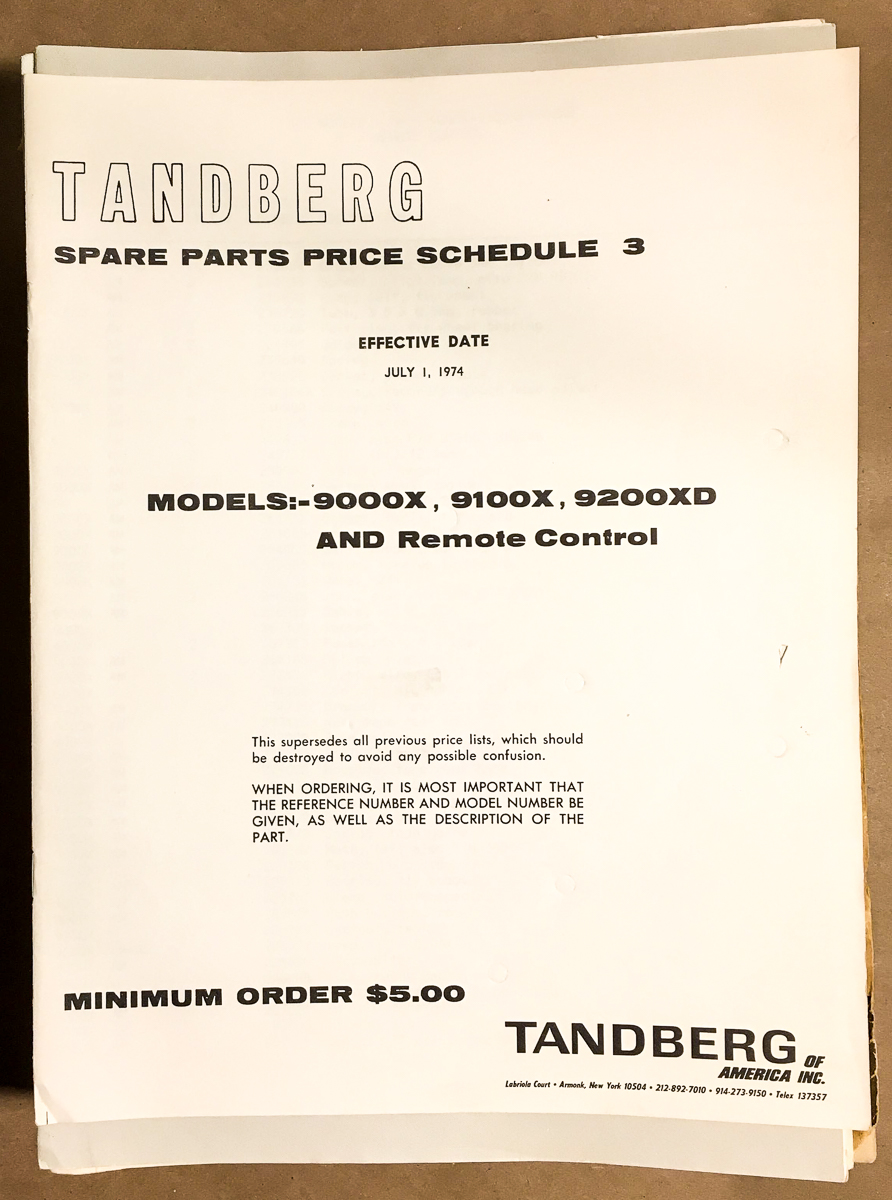 TANDBERG
SPARE PARTS PRICE SCHEDULE 3
EFFECTIVE DATE
JULY 1, 1974
MODELS:-9000X, 9100X, 9200XD
AND Remote Control
This supersedes all previous price lists, which should
be destroyed to avoid any possible confusion.
WHEN ORDERING, IT IS MOST IMPORTANT THAT
THE REFERENCE NUMBER AND MODEL NUMBER BE
GIVEN, AS WELL AS THE DESCRIPTION OF THE
PART.
MINIMUM ORDER $5.00
TANDBERG OF
AMERICA INC.
Labriola Court • Armonk, New York 10504 • 212-892-7010 • 914-273-9150 • Telex 137357